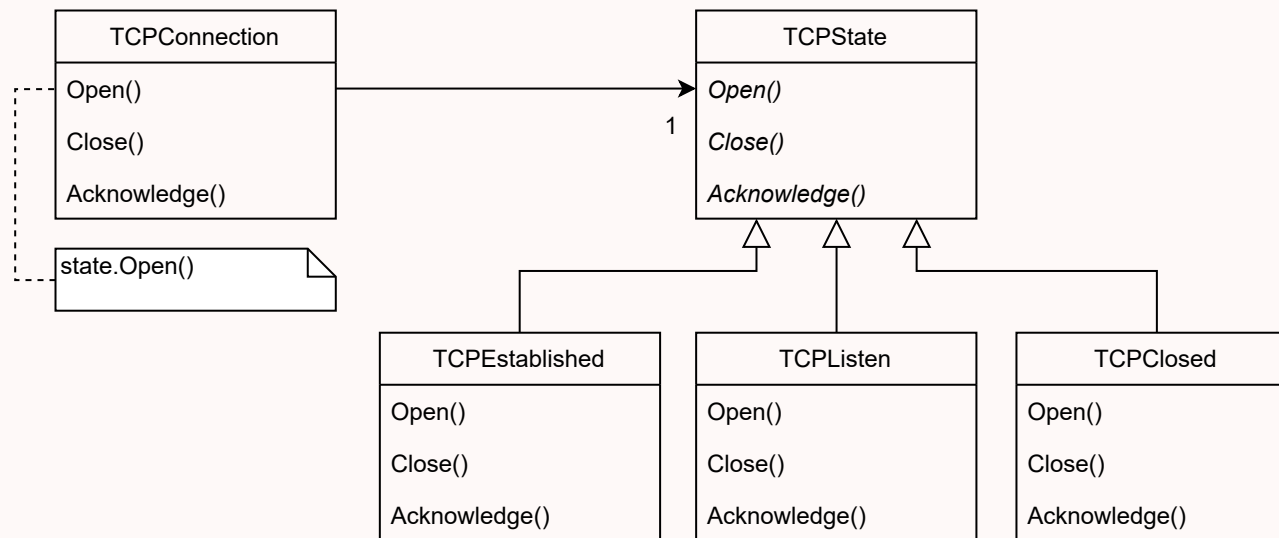 TCPConnection
Open()
Close()
Acknowledge()
state.Open()
1
TCPState
Open()
Close()
Acknowledge()
TCPEstablished
Open()
Close()
Acknowledge()
TCPListen
Open()
Close()
Acknowledge()
TCPClosed
Open()
Close()
Acknowledge()